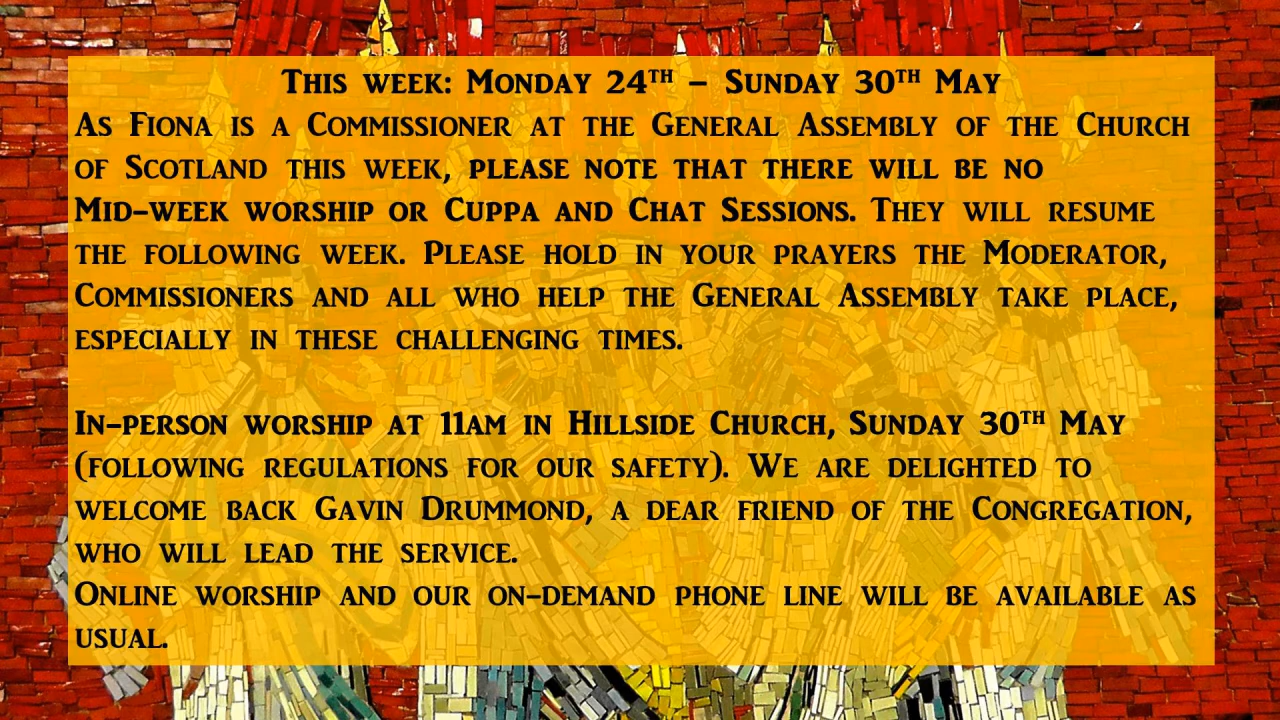 This week: Monday 24th – Sunday 30th May
As Fiona is a Commissioner at the General Assembly of the Church
of Scotland this week, please note that there will be no
Mid-week worship or Cuppa and Chat Sessions. They will resume
the following week. Please hold in your prayers the Moderator,
Commissioners and all who help the General Assembly take place,
especially in these challenging times.
In-person worship at 11am in Hillside Church, Sunday 30th May
(following regulations for our safety). We are delighted to
welcome back Gavin Drummond, a dear friend of the Congregation,
who will lead the service.
Online worship and our on-demand phone line will be available as
usual.